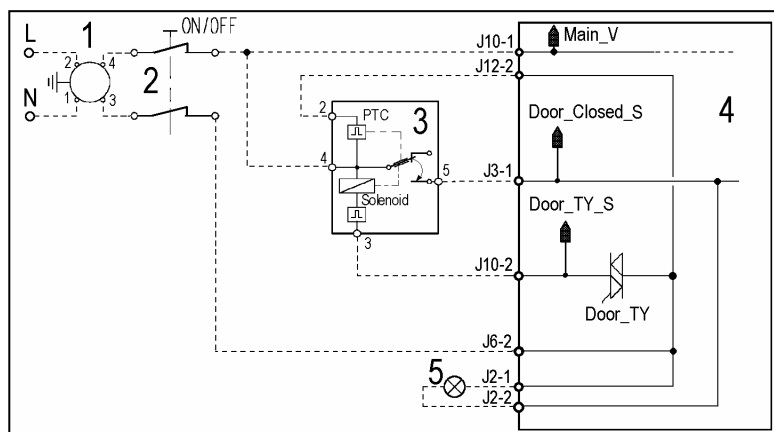 L
N
1
2
4
1
3
ON/OFF
2
2
PTC
3
4
5
Solenoid
3
J10-1
J12-2
J3-1
J10-2
J6-2
J2-1
J2-2
Main_V
Door_Closed_S
4
Door_TY_S
Door_TY
5